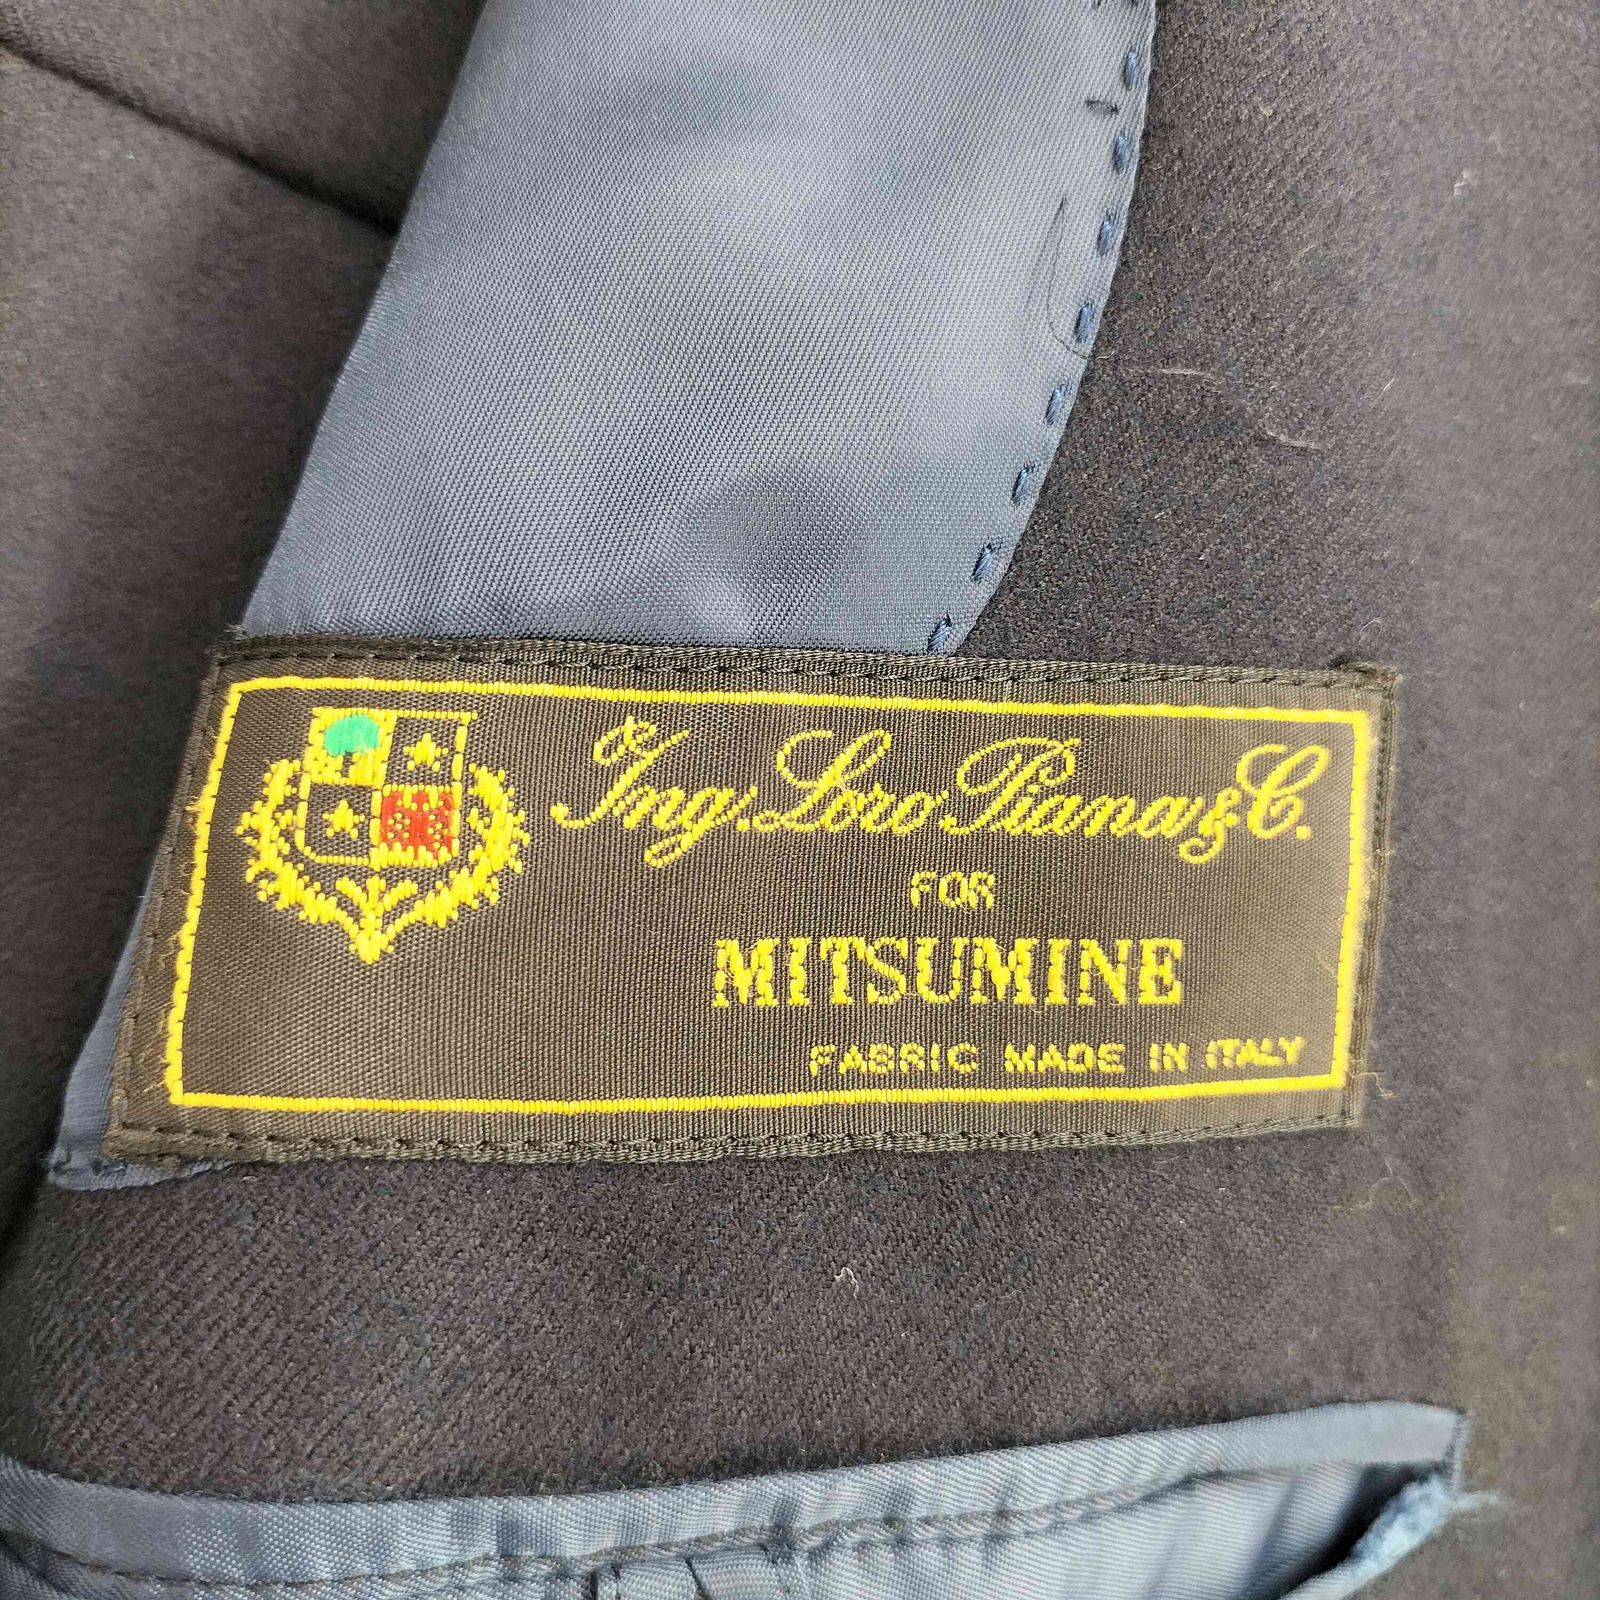 Ing. Loro Piana & C.
FOR
MITSUMINE
FABRIC MADE IN ITALY